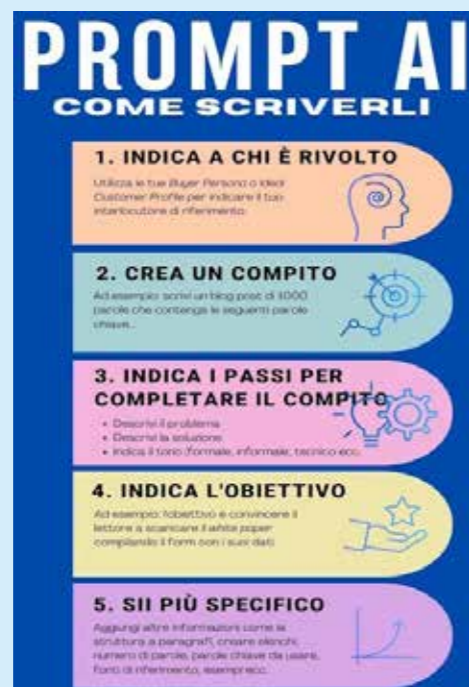 PROMPT AI
COME SCRIVERLI
1. INDICA A CHI È RIVOLTO
Utilizza le tue Buyer Persona o Ideal
Customer Profile per indicare il tuo
interlocutore di riferimento.
2. CREA UN COMPITO
Ad esempio: scrivi un blog post di 1000
parole che contenga le seguenti parole
chiave...
3. INDICA I PASSI PER
COMPLETARE IL COMPITO
• Descrivi il problema
• Descrivi la soluzione
• Indica il tono (formale, informale, tecnico ecc.
4. INDICA L'OBIETTIVO
Ad esempio: l'obiettivo è convincere il
lettore a scaricare il white paper
compilando il form con i suoi dati
5. SII PIÙ SPECIFICO
Aggiungi altre informazioni come la
struttura a paragrafi, creare elenchi,
numero di parole, parole chiave da usare,
fonti di riferimento, esempi ecc.